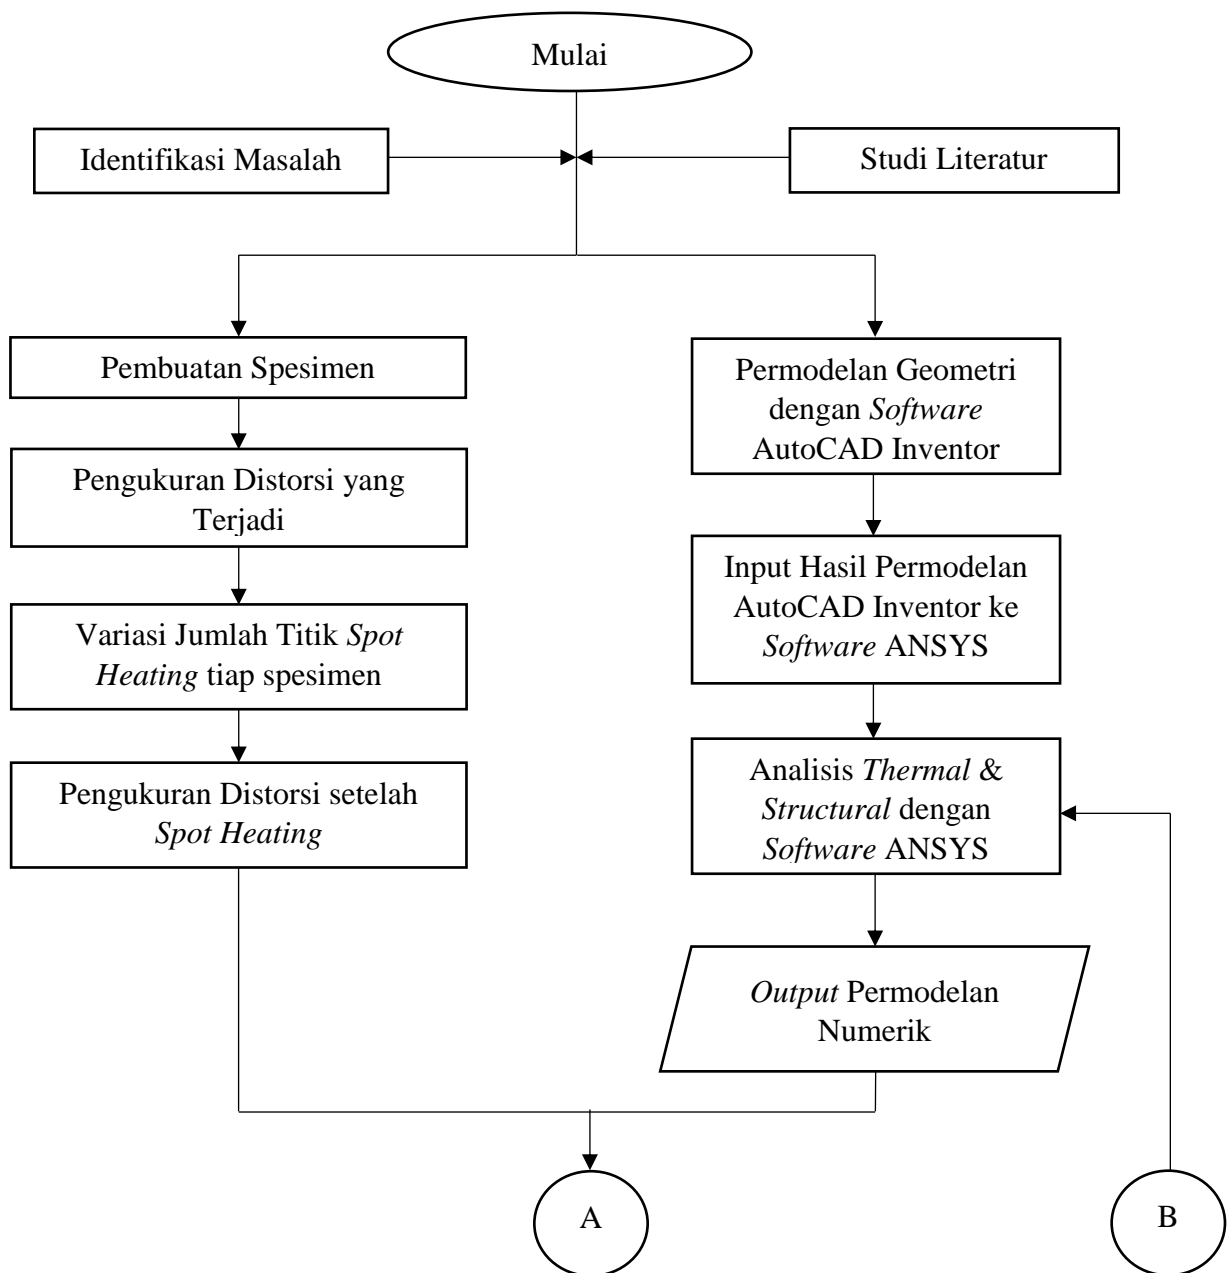 Mulai
Identifikasi Masalah
Studi Literatur
Pembuatan Spesimen
Pengukuran Distorsi yang
Terjadi
Variasi Jumlah Titik Spot
Heating tiap spesimen
Pengukuran Distorsi setelah
Spot Heating
Permodelan Geometri
dengan Software
AutoCAD Inventor
Input Hasil Permodelan
AutoCAD Inventor ke
Software ANSYS
Analisis Thermal &
Structural dengan
Software ANSYS
Output Permodelan
Numerik
A
B